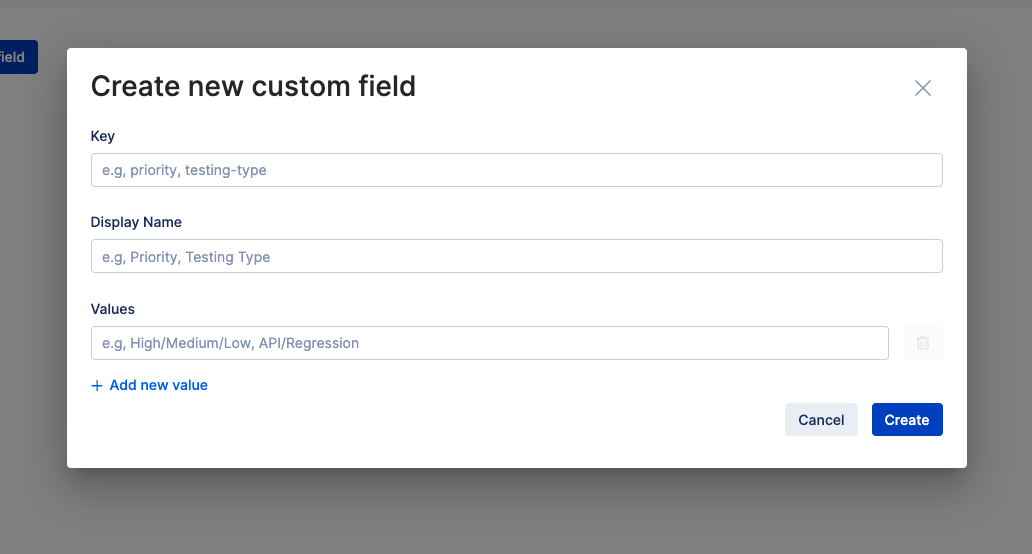 field
Create new custom field
Key
e.g, priority, testing-type
Display Name
e.g, Priority, Testing Type
Values
e.g, High/Medium/Low, API/Regression
+ Add new value
Cancel
Create